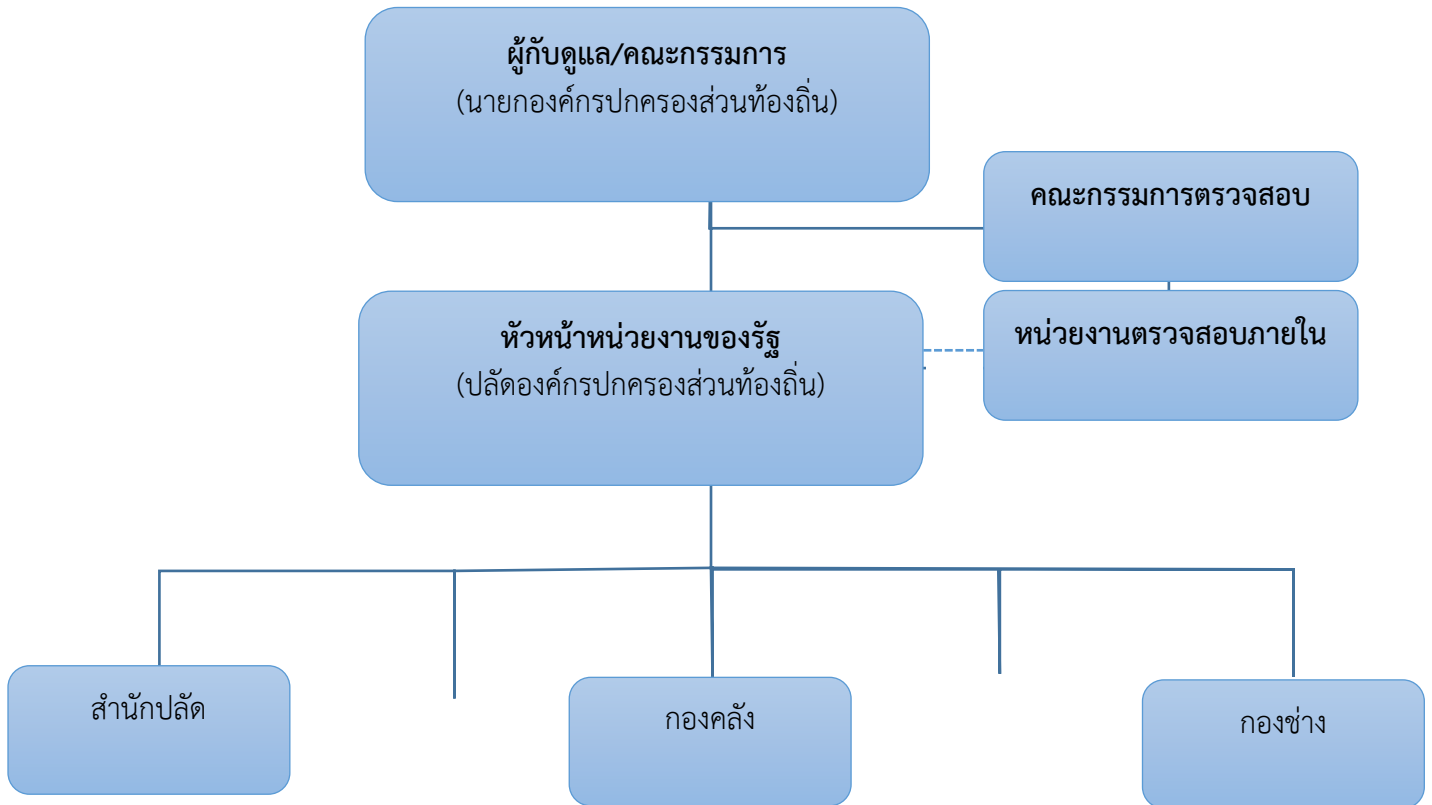 ผู้กับดูแล/คณะกรรมการ
(นายกองค์กรปกครองส่วนท้องถิ่น)
คณะกรรมการตรวจสอบ
หัวหน้าหน่วยงานของรัฐ
(ปลัดองค์กรปกครองส่วนท้องถิ่น)
หน่วยงานตรวจสอบภายใน
สำนักปลัด
กองคลัง
กองช่าง